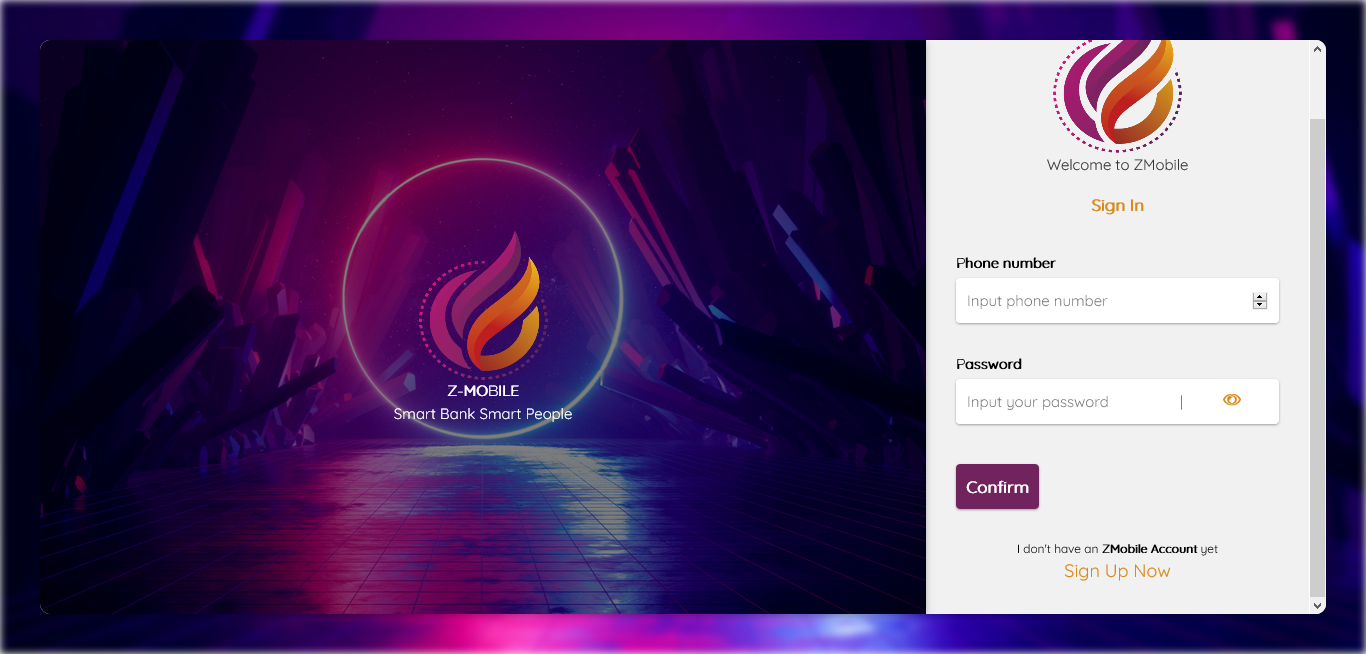 Z-MOBILE
Smart Bank Smart People
Welcome to ZMobile
Sign In
Phone number
Input phone number
Password
Input your password
Confirm
I don't have an ZMobile Account yet
Sign Up Now